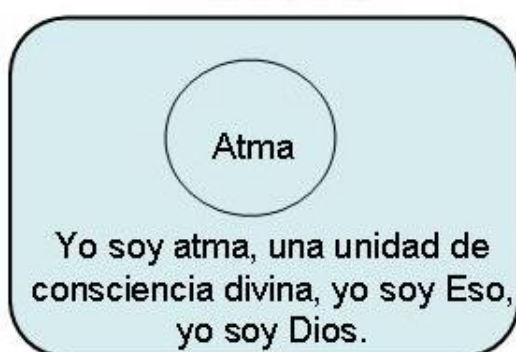 Atma
Yo soy atma, una unidad de
consciencia divina, yo soy Eso,
yo soy Dios.